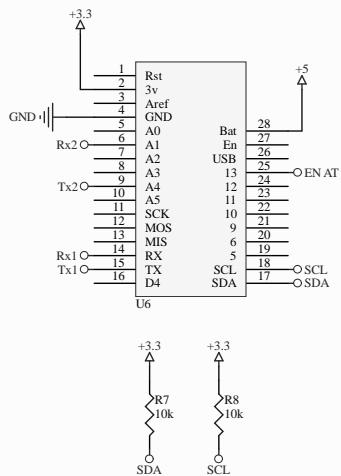 +3.3
+5
GND
Rx2
Tx2
Rx1
Tx1
1 Rst
2 3v
3 Aref
4 GND
5 A0
6 A1
7 A2
8 A3
9 A4
10 A5
11 SCK
12 MOS
13 MIS
14 RX
15 TX
16 D4
Bat 28
En 27
USB 26
13 25 EN AT
12 24
11 23
10 22
9 21
6 20
5 19
SCL 18 SCL
SDA 17 SDA
U6
+3.3 +3.3
R7 R8
10k 10k
SDA SCL